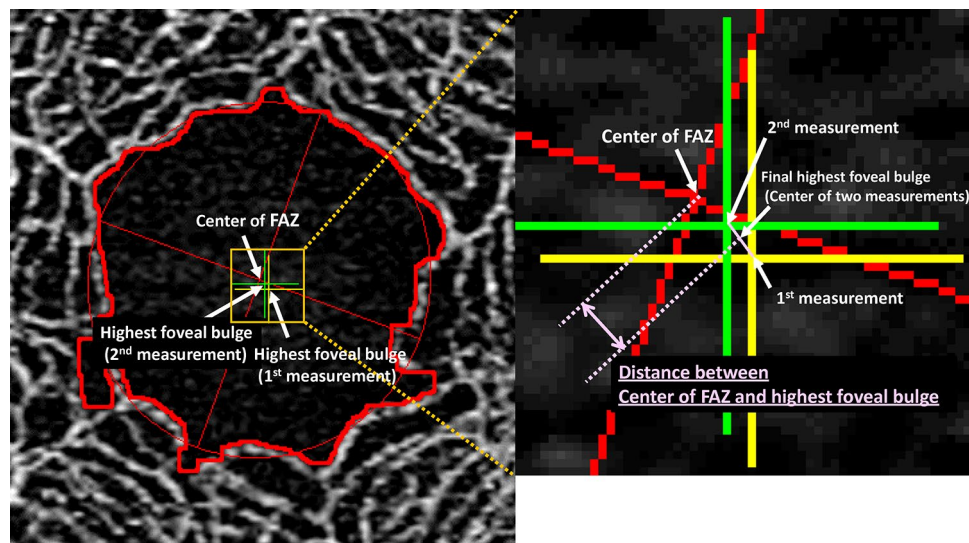 Center of FAZ
Highest foveal bulge
(2nd measurement)
Highest foveal bulge
(1st measurement)
Center of FAZ
2nd measurement
Final highest foveal bulge
(Center of two measurements)
1st measurement
Distance between
Center of FAZ and highest foveal bulge